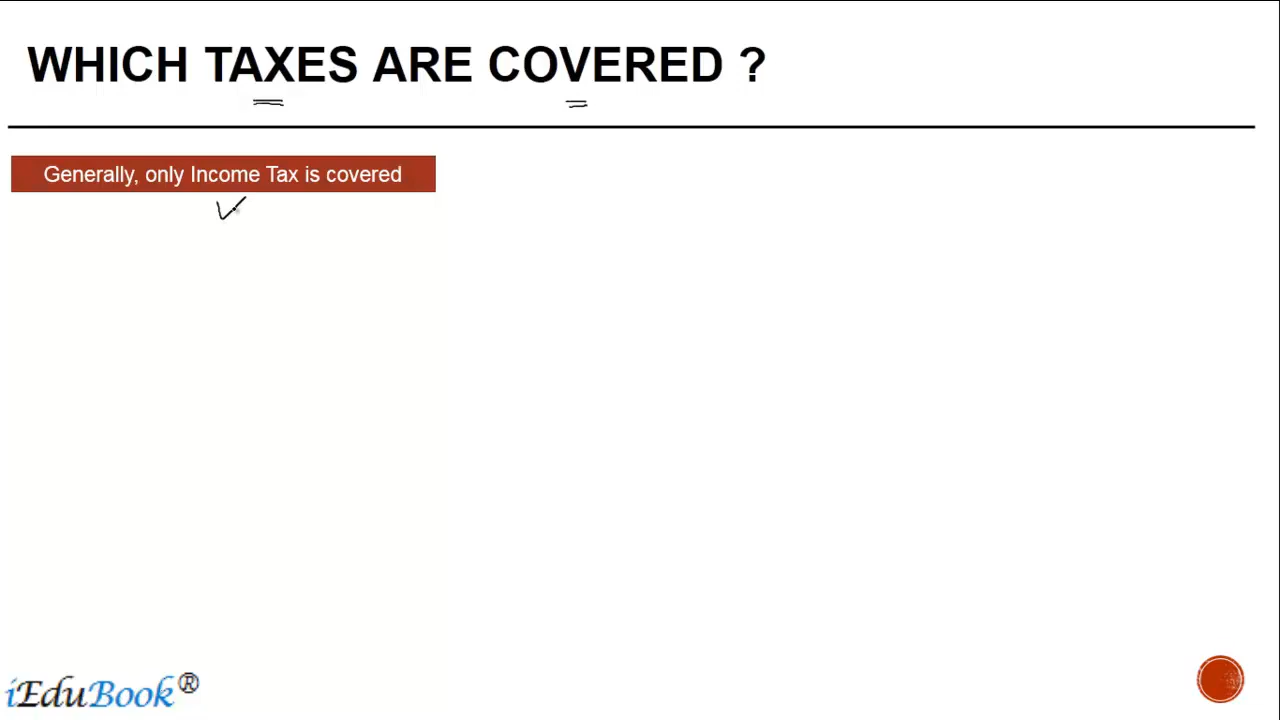 WHICH TAXES ARE COVERED ?
Generally, only Income Tax is covered
iEduBook®